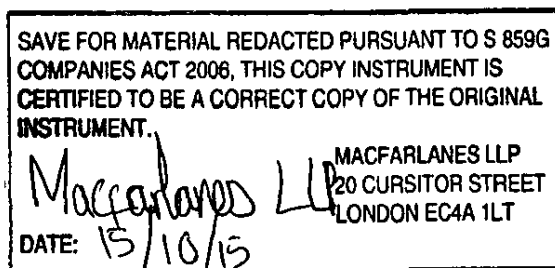 SAVE FOR MATERIAL REDACTED PURSUANT TO S 859G
COMPANIES ACT 2006, THIS COPY INSTRUMENT IS
CERTIFIED TO BE A CORRECT COPY OF THE ORIGINAL
INSTRUMENT.
Macfarlanes LLP
MACFARLANES LLP
20 CURSITOR STREET
LONDON EC4A 1LT
DATE: 15/10/15